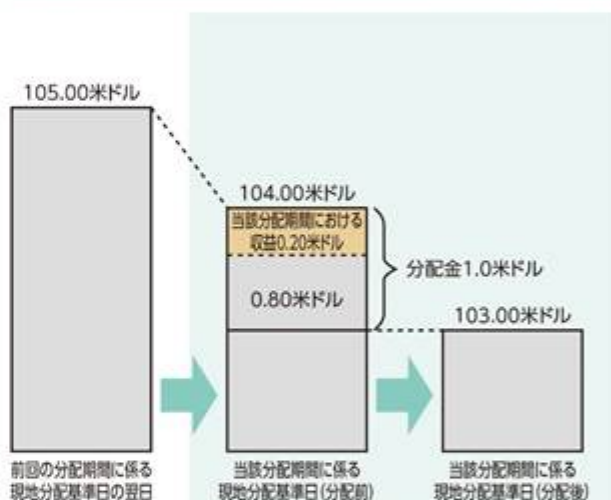 105.00米ドル
104.00米ドル
当該分配期間における
収益0.20米ドル
0.80米ドル
分配金1.0米ドル
103.00米ドル
前回の分配期間に係る
現地分配基準日の翌日
当該分配期間に係る
現地分配基準日(分配前)
当該分配期間に係る
現地分配基準日(分配後)